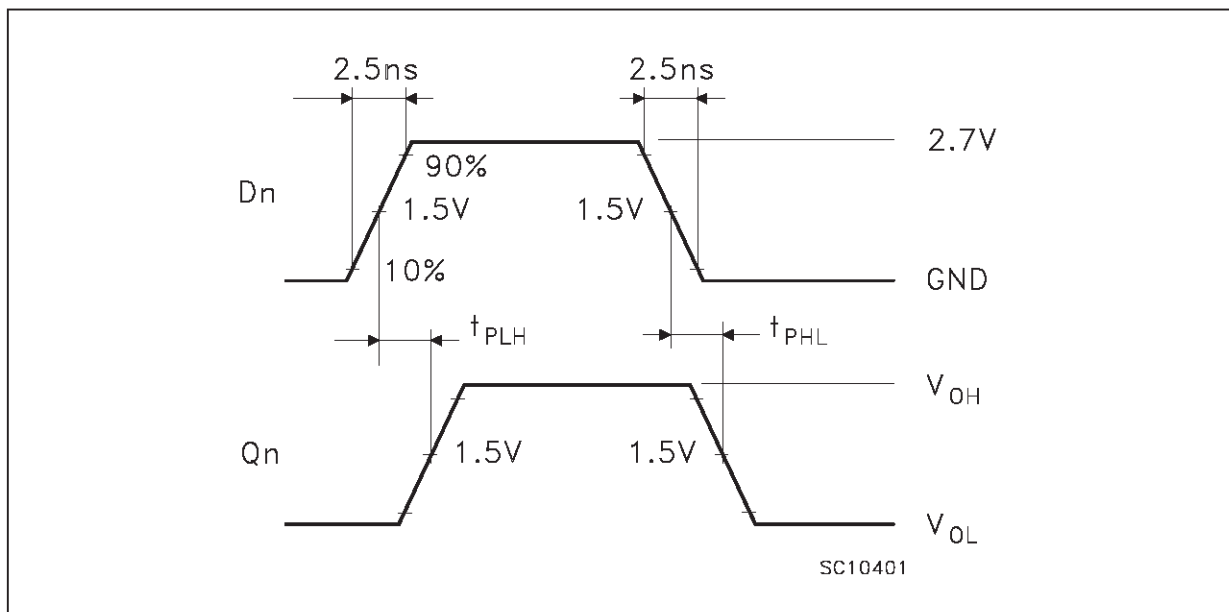 2.5ns 2.5ns
2.7V
90%
Dn 1.5V 1.5V
10%
GND
tPLH tPHL
VOH
Qn 1.5V 1.5V
VOL
SC10401